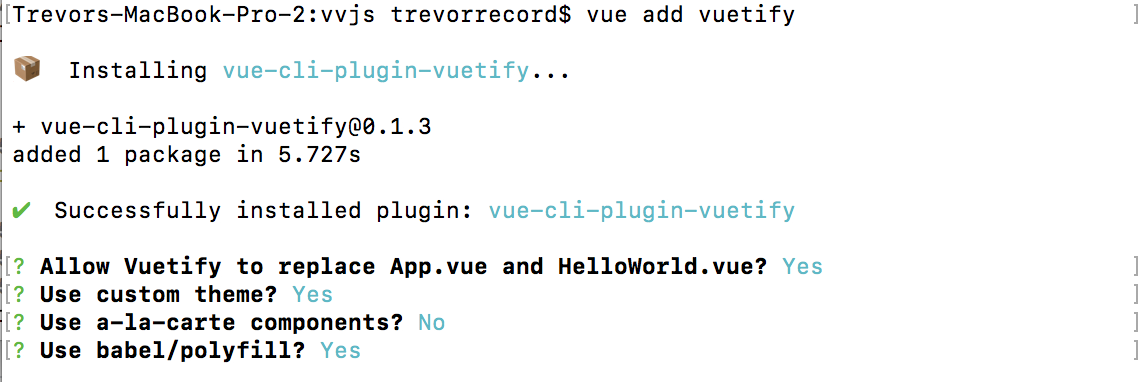 [Trevors-MacBook-Pro-2:vvjs trevorrecord$ vue add vuetify ]
📦 Installing vue-cli-plugin-vuetify...
+ vue-cli-plugin-vuetify@0.1.3
added 1 package in 5.727s
✔ Successfully installed plugin: vue-cli-plugin-vuetify
[? Allow Vuetify to replace App.vue and HelloWorld.vue? Yes ]
[? Use custom theme? Yes ]
[? Use a-la-carte components? No ]
[? Use babel/polyfill? Yes ]